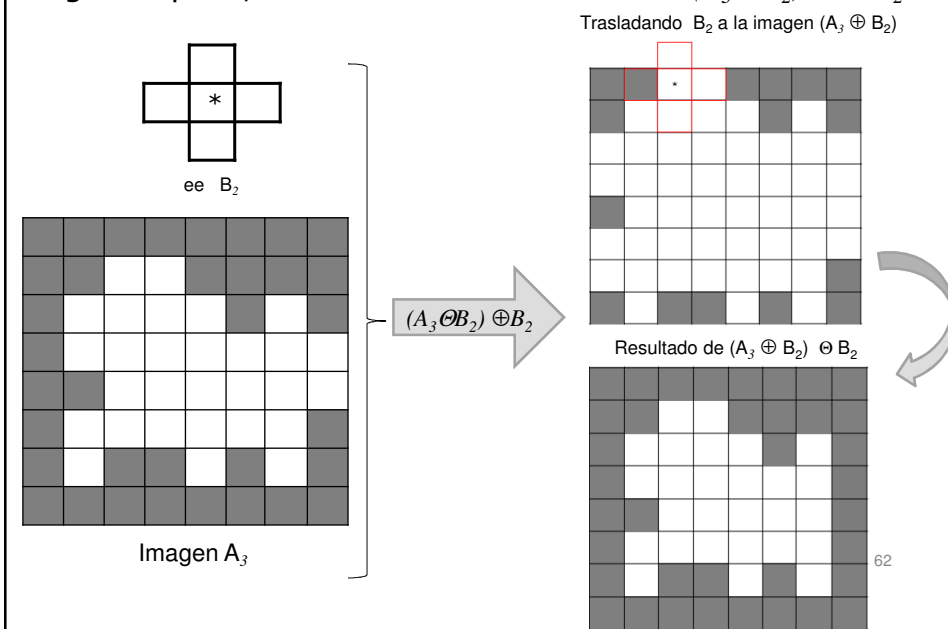 Trasladando B₂ a la imagen (A₃ ⊕ B₂)
*
*
ee B₂
(A₃ΘB₂) ⊕B₂
Resultado de (A₃ ⊕ B₂) Θ B₂
Imagen A₃
62